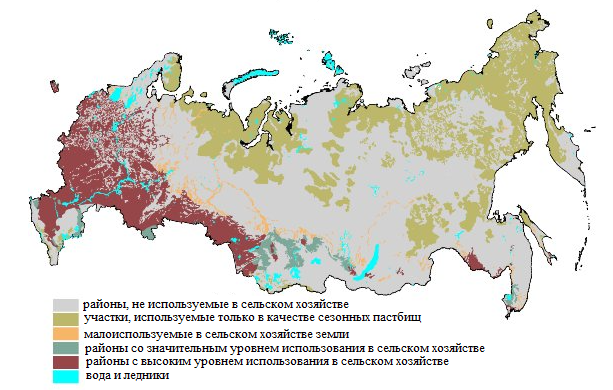 районы, не используемые в сельском хозяйстве
участки, используемые только в качестве сезонных пастбищ
малоиспользуемые в сельском хозяйстве земли
районы со значительным уровнем использования в сельском хозяйстве
районы с высоким уровнем использования в сельском хозяйстве
вода и ледники